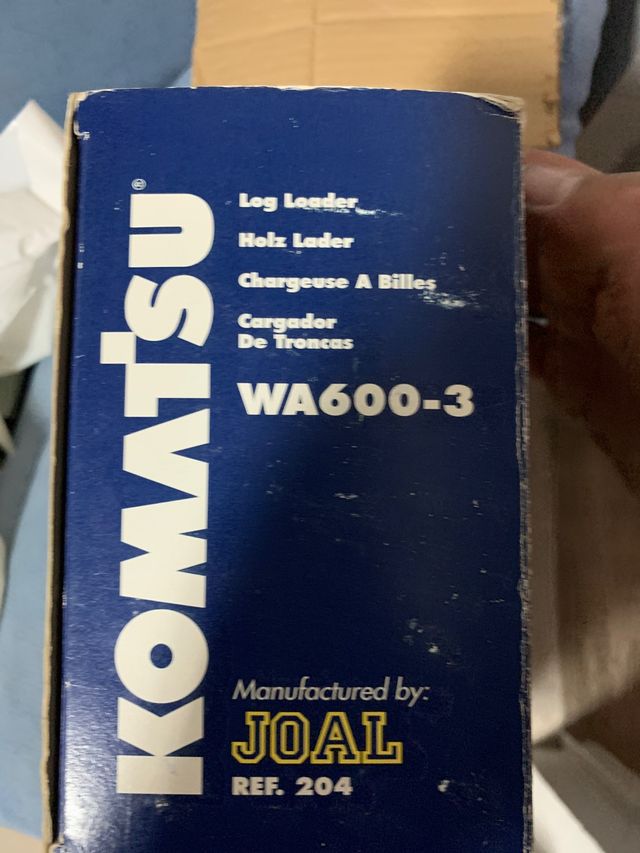 KOMATSU®
Log Loader
Holz Lader
Chargeuse A Billes
Cargador
De Troncas
WA600-3
Manufactured by:
JOAL
REF. 204